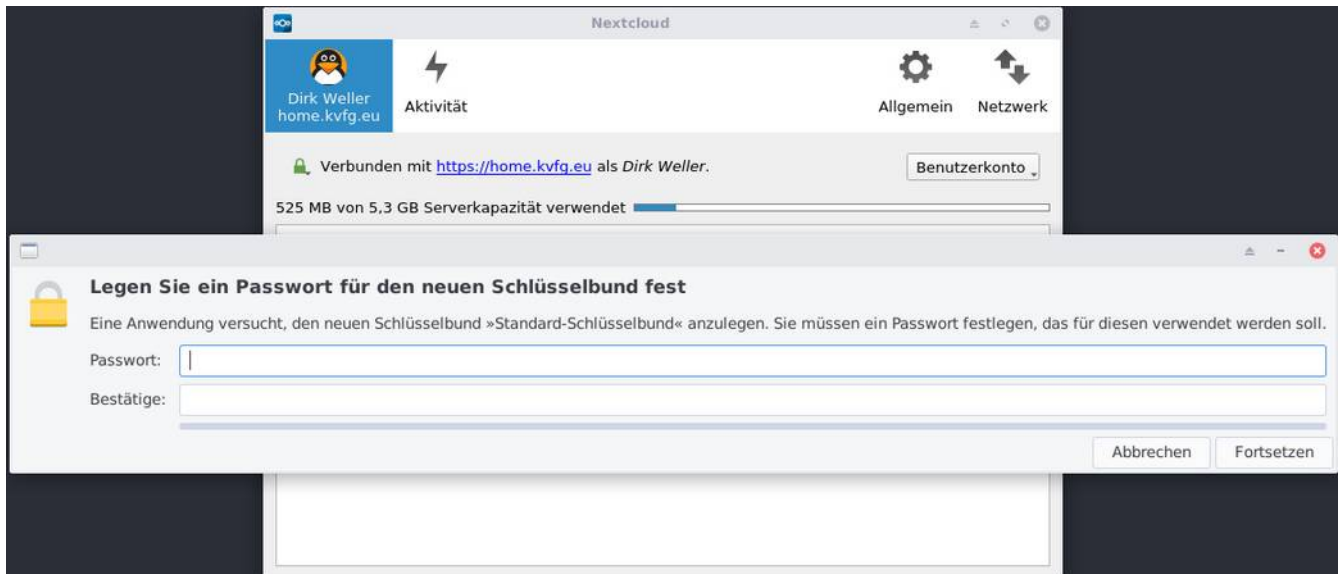 Nextcloud
Dirk Weller
home.kvfg.eu
Aktivität
Allgemein
Netzwerk
Verbunden mit https://home.kvfg.eu als Dirk Weller.
Benutzerkonto
525 MB von 5,3 GB Serverkapazität verwendet
Legen Sie ein Passwort für den neuen Schlüsselbund fest
Eine Anwendung versucht, den neuen Schlüsselbund »Standard-Schlüsselbund« anzulegen. Sie müssen ein Passwort festlegen, das für diesen verwendet werden soll.
Passwort:
Bestätige:
Abbrechen
Fortsetzen